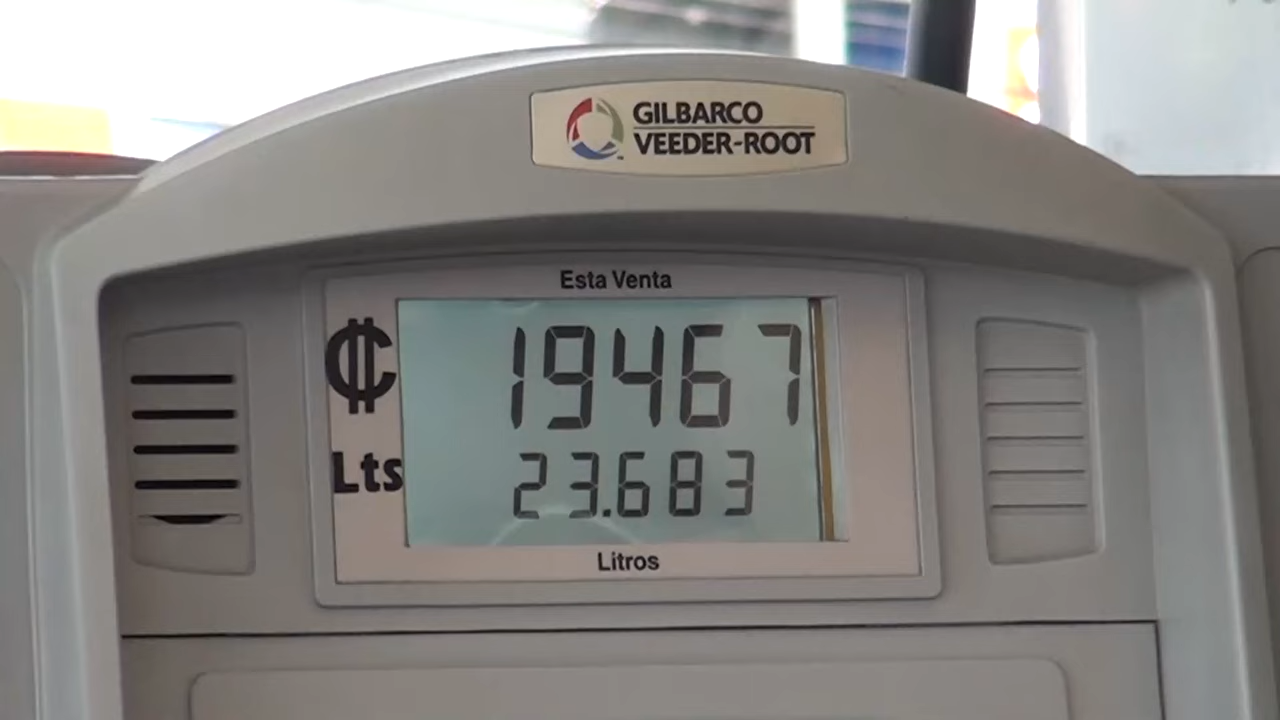 GILBARCO
VEEDER-ROOT
Esta Venta
₡ 19467
Lts 23.683
Litros